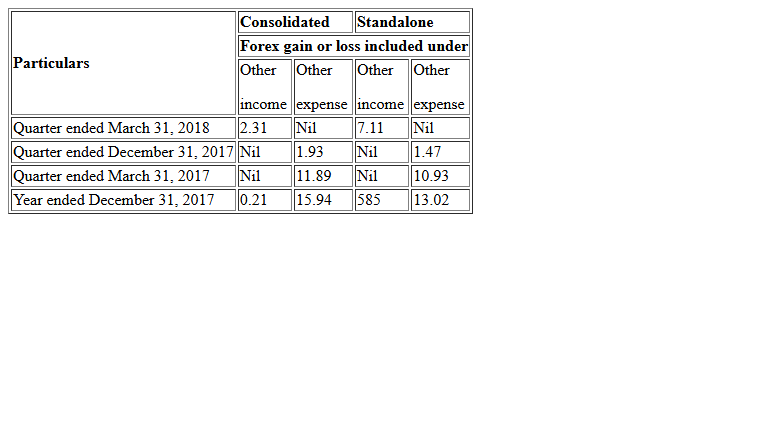 Particulars Consolidated Standalone
Forex gain or loss included under
Other Other Other Other
income expense income expense
Quarter ended March 31, 2018 2.31 Nil 7.11 Nil
Quarter ended December 31, 2017 Nil 1.93 Nil 1.47
Quarter ended March 31, 2017 Nil 11.89 Nil 10.93
Year ended December 31, 2017 0.21 15.94 585 13.02